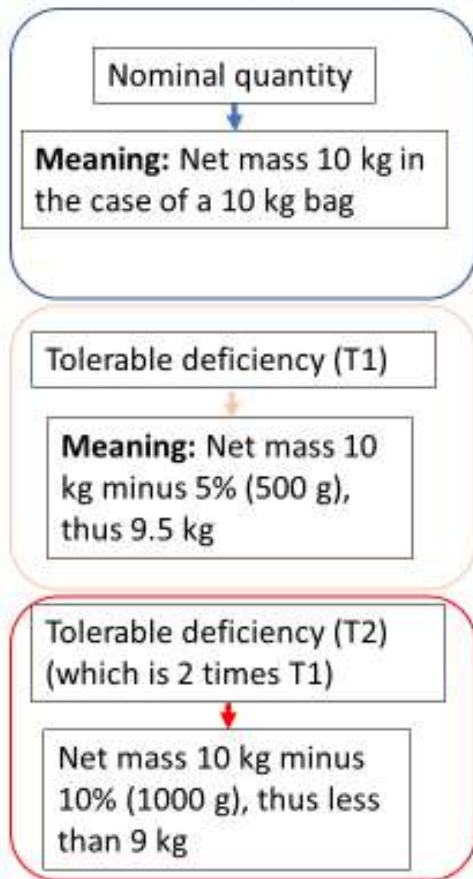 Nominal quantity
Meaning: Net mass 10 kg in
the case of a 10 kg bag
Tolerable deficiency (T1)
Meaning: Net mass 10
kg minus 5% (500 g),
thus 9.5 kg
Tolerable deficiency (T2)
(which is 2 times T1)
Net mass 10 kg minus
10% (1000 g), thus less
than 9 kg